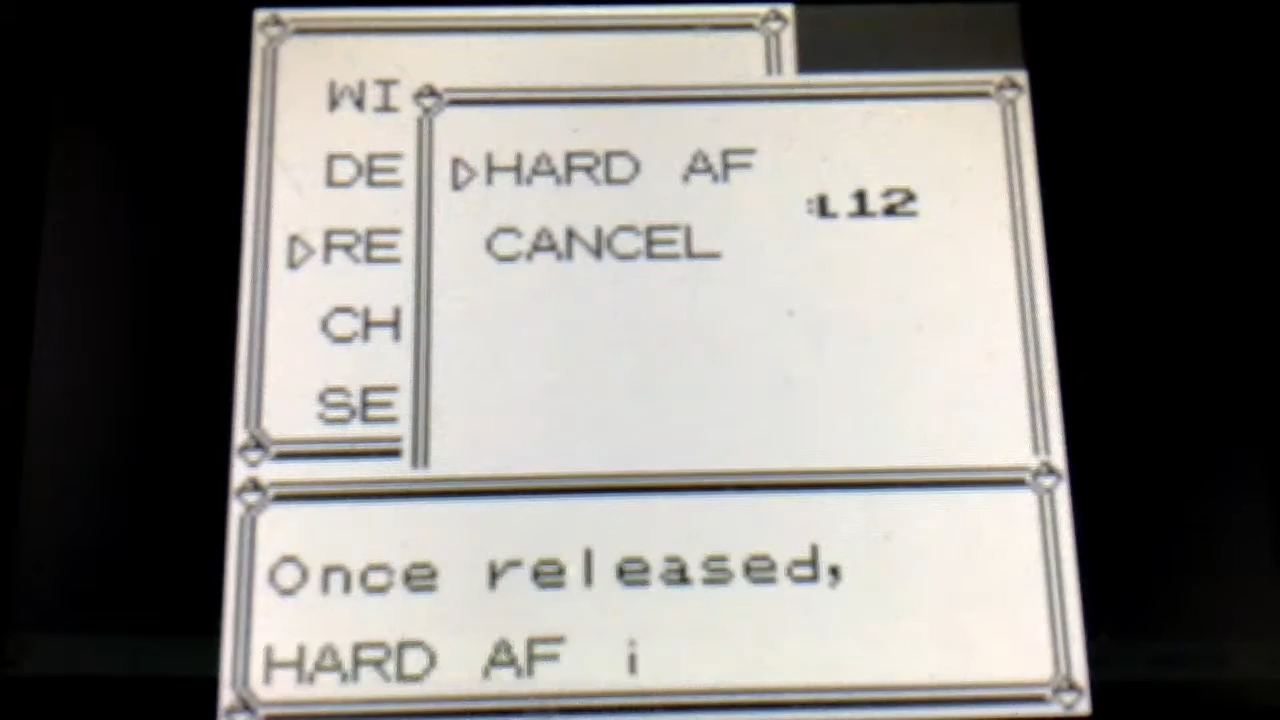 WI
DE
RE
CH
SE
HARD AF
:L12
CANCEL
Once released,
HARD AF i